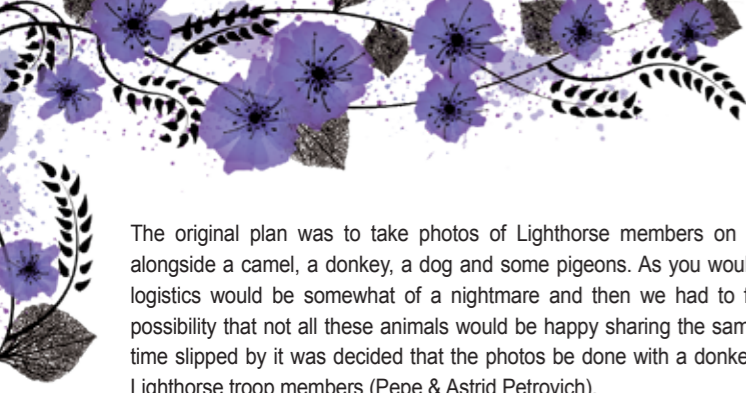 The original plan was to take photos of Lighthorse members on
alongside a camel, a donkey, a dog and some pigeons. As you woul
logistics would be somewhat of a nightmare and then we had to f
possibility that not all these animals would be happy sharing the sam
time slipped by it was decided that the photos be done with a donke
Lighthorse troop members (Pepe & Astrid Petrovich).